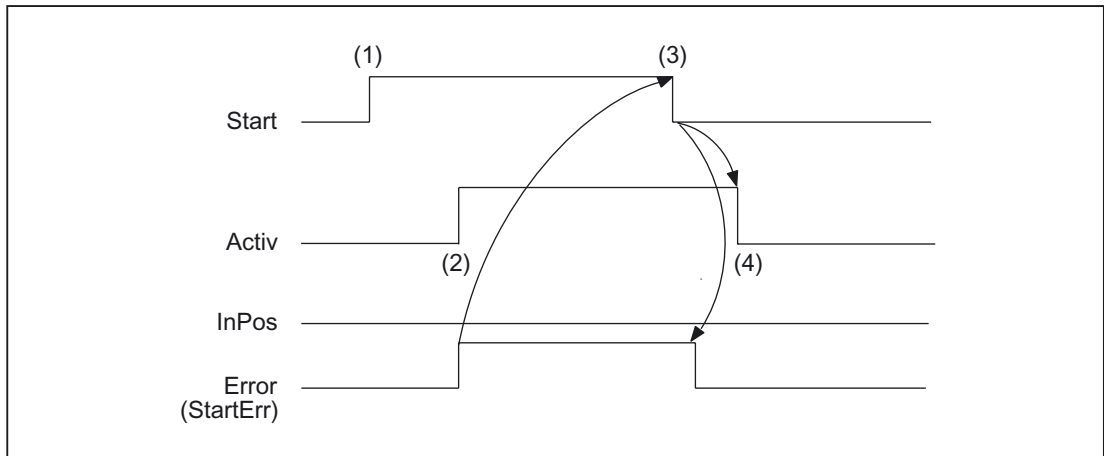 (1)
(3)
Start
Activ
(2)
(4)
InPos
Error
(StartErr)